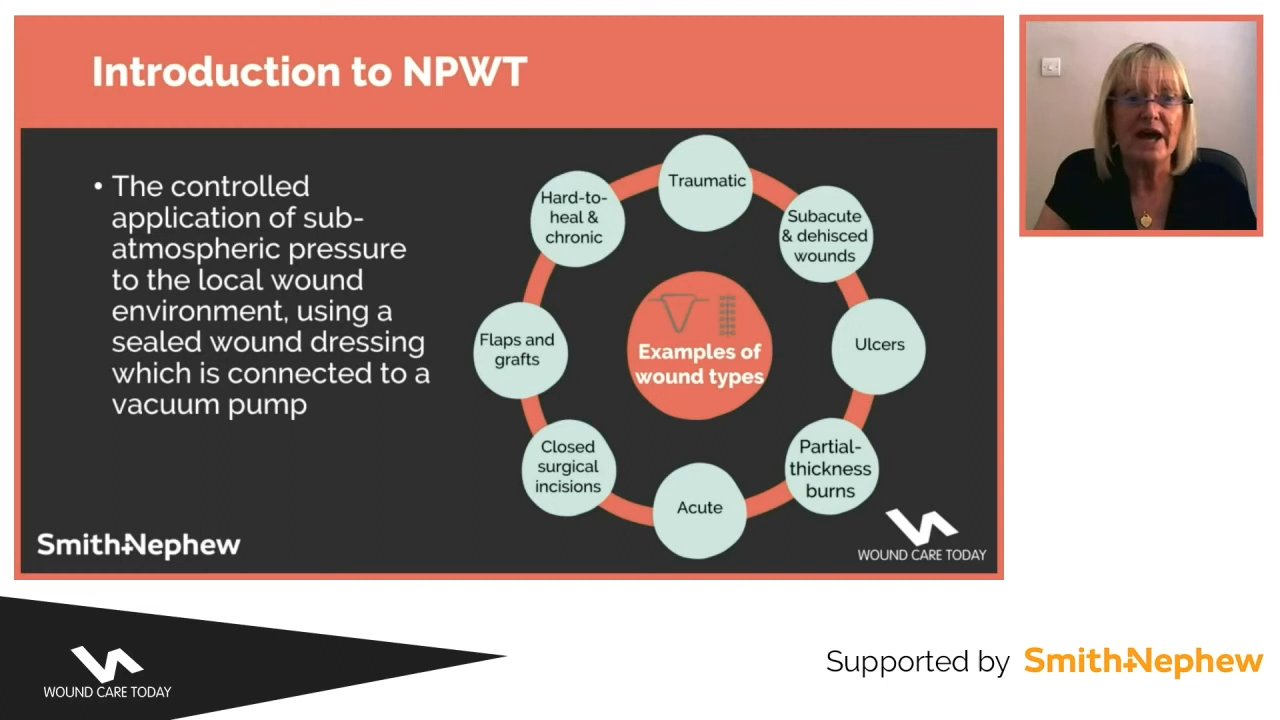 Introduction to NPWT
• The controlled
application of sub-
atmospheric pressure
to the local wound
environment, using a
sealed wound dressing
which is connected to a
vacuum pump
Traumatic
Subacute
& dehisced
wounds
Ulcers
Partial-
thickness
burns
Acute
Closed
surgical
incisions
Flaps and
grafts
Hard-to-
heal &
chronic
Examples of
wound types
Smith+Nephew
WOUND CARE TODAY
WOUND CARE TODAY
Supported by Smith+Nephew